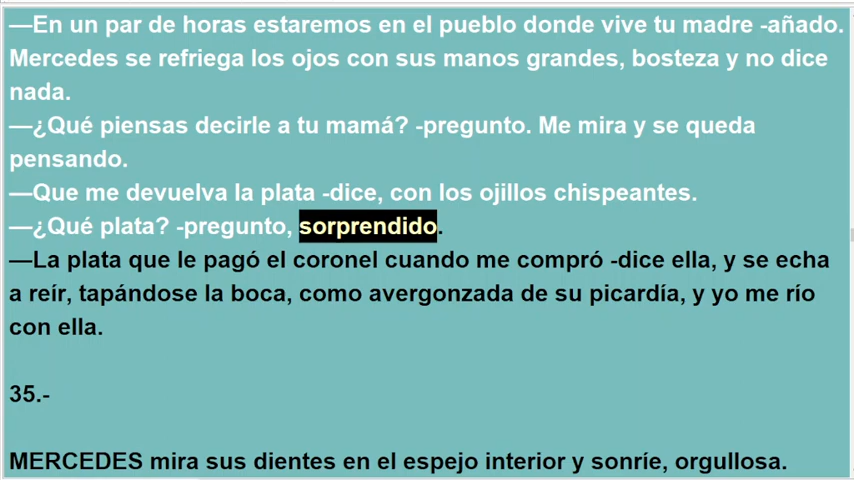 —En un par de horas estaremos en el pueblo donde vive tu madre -añado.
Mercedes se refriega los ojos con sus manos grandes, bosteza y no dice
nada.
—¿Qué piensas decirle a tu mamá? -pregunto. Me mira y se queda
pensando.
—Que me devuelva la plata -dice, con los ojillos chispeantes.
—¿Qué plata? -pregunto, sorprendido.
—La plata que le pagó el coronel cuando me compró -dice ella, y se echa
a reír, tapándose la boca, como avergonzada de su picardía, y yo me río
con ella.
35.-
MERCEDES mira sus dientes en el espejo interior y sonríe, orgullosa.